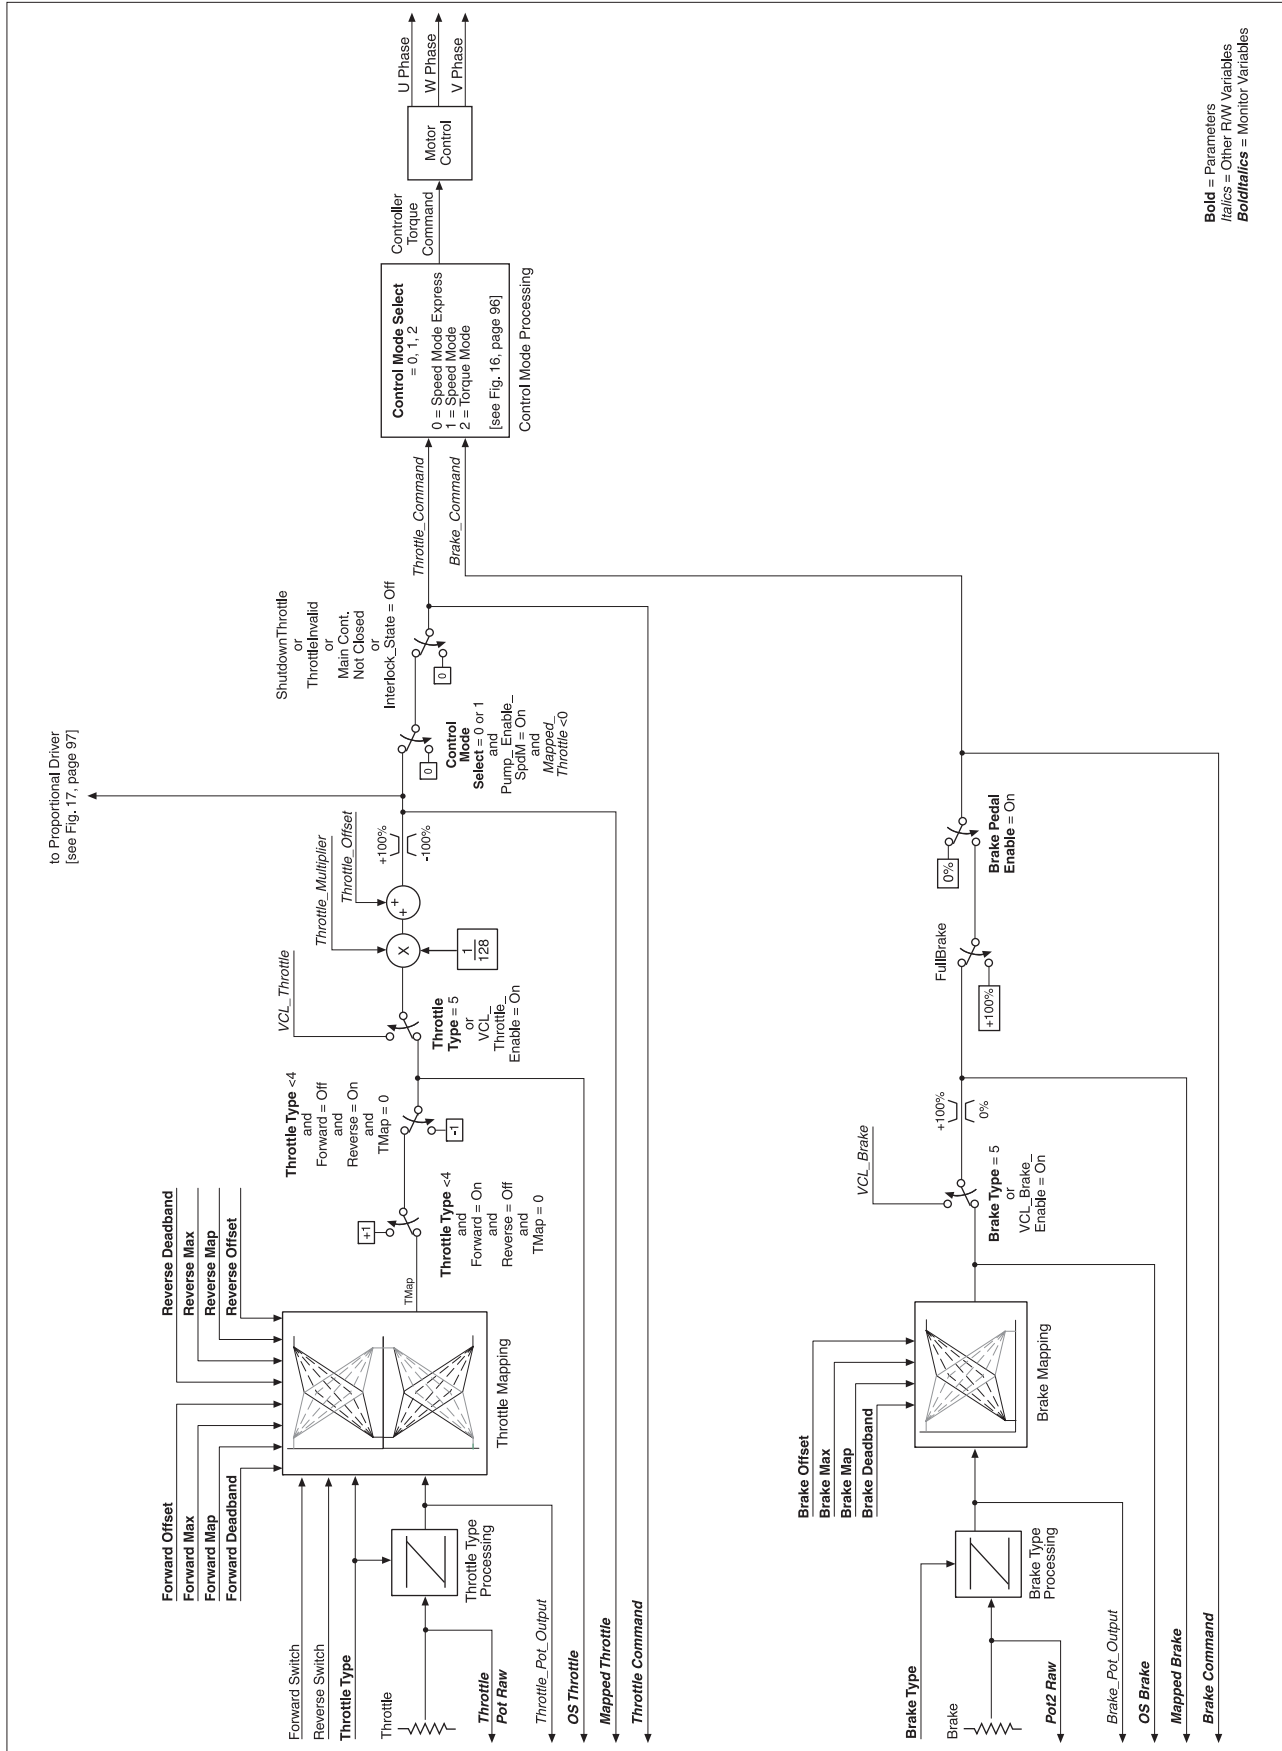 Forward Offset
Forward Max
Forward Map
Forward Deadband
Reverse Deadband
Reverse Max
Reverse Map
Reverse Offset
Forward Switch
Reverse Switch
Throttle Type
Throttle
Throttle
Pot Raw
Throttle Type
Processing
Throttle_Pot_Output
OS Throttle
Mapped Throttle
Throttle Command
Throttle Mapping
TMap
+1
Throttle Type <4
and
Forward = On
and
Reverse = Off
and
TMap = 0
Throttle Type <4
and
Forward = Off
and
Reverse = On
and
TMap = 0
-1
VCL_Throttle
Throttle
Type = 5
or
VCL_
Throttle_
Enable = On
Throttle_Multiplier
X
1
128
Throttle_Offset
+
+
+100%
-100%
to Proportional Driver
[see Fig. 17, page 97]
0
Control
Mode
Select = 0 or 1
and
Pump_Enable_
SpdM = On
and
Mapped_
Throttle <0
ShutdownThrottle
or
ThrottleInvalid
or
Main Cont.
Not Closed
or
Interlock_State = Off
0
Throttle_Command
Brake_Command
Control Mode Select
= 0, 1, 2
0 = Speed Mode Express
1 = Speed Mode
2 = Torque Mode
[see Fig. 16, page 96]
Control Mode Processing
Controller
Torque
Command
Motor
Control
U Phase
W Phase
V Phase
Brake Offset
Brake Max
Brake Map
Brake Deadband
Brake Type
Brake
Pot2 Raw
Brake Type
Processing
Brake_Pot_Output
OS Brake
Mapped Brake
Brake Command
Brake Mapping
VCL_Brake
Brake Type = 5
or
VCL_Brake_
Enable = On
+100%
0%
FullBrake
+100%
0%
Brake Pedal
Enable = On
Bold = Parameters
Italics = Other R/W Variables
BoldItalics = Monitor Variables